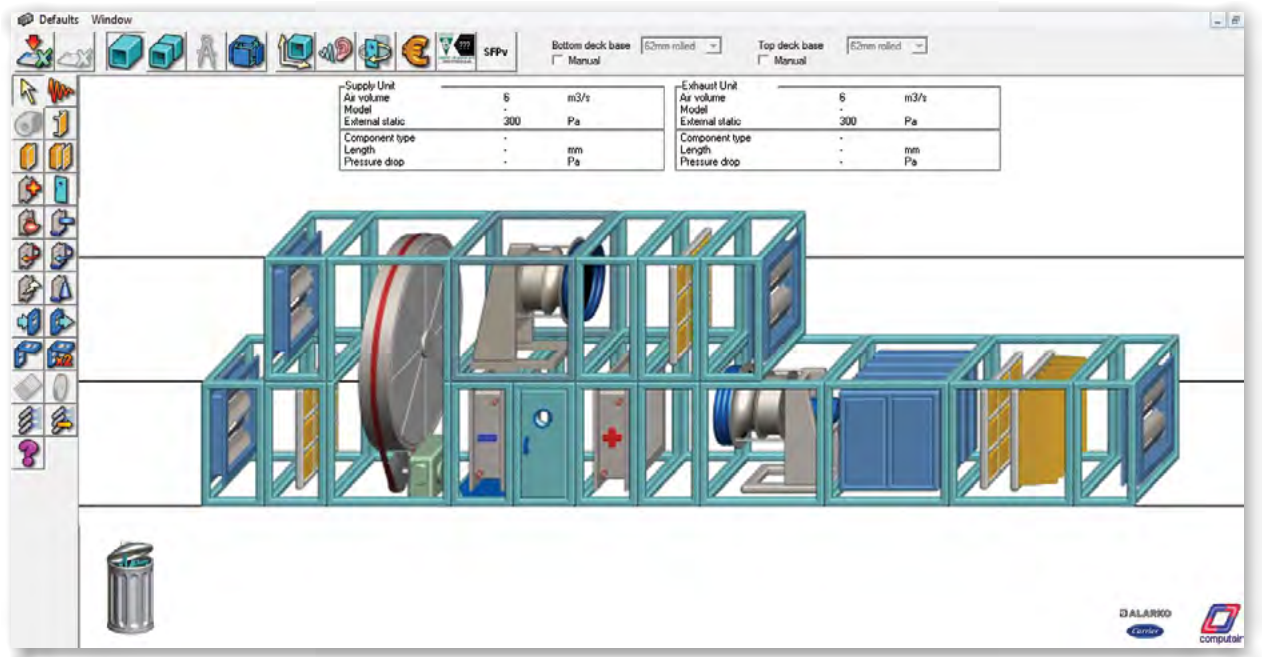 Defaults Window
SFPv
Bottom deck base 62mm rolled
Manual
Top deck base 62mm rolled
Manual
Supply Unit
Air volume 6 m3/s
Model -
External static 300 Pa
Component type -
Length - mm
Pressure drop - Pa
Exhaust Unit
Air volume 6 m3/s
Model -
External static 300 Pa
Component type -
Length - mm
Pressure drop - Pa
X2
?
ALARKO
Carrier
computair